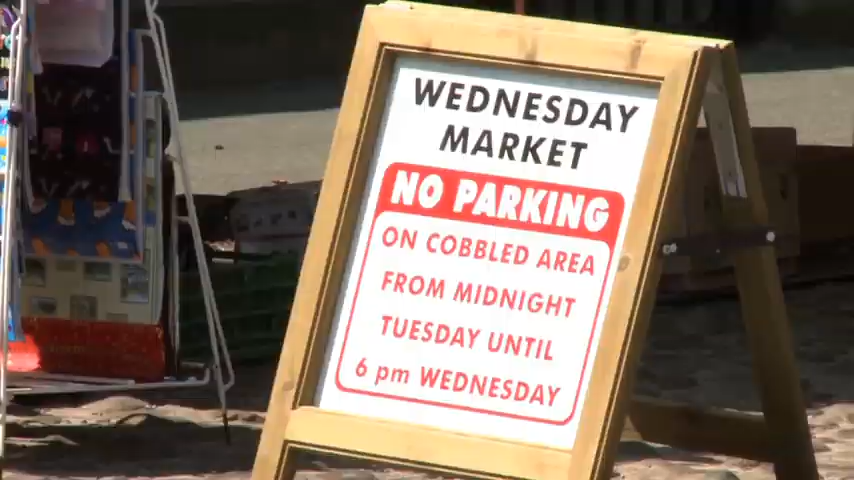 WEDNESDAY
MARKET
NO PARKING
ON COBBLED AREA
FROM MIDNIGHT
TUESDAY UNTIL
6 pm WEDNESDAY